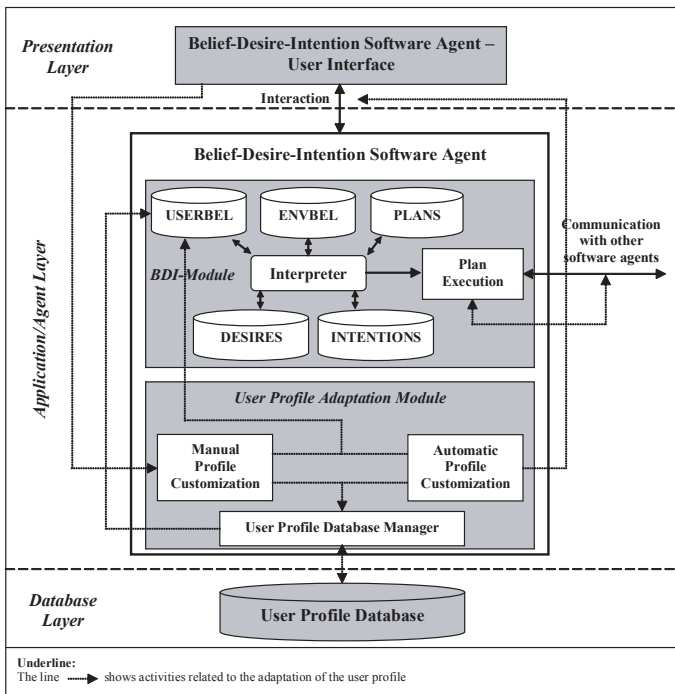 Presentation
Layer
Belief-Desire-Intention Software Agent –
User Interface
Interaction
Application/Agent Layer
Belief-Desire-Intention Software Agent
USERBEL
ENVBEL
PLANS
BDI-Module
Interpreter
Plan
Execution
Communication
with other
software agents
DESIRES
INTENTIONS
User Profile Adaptation Module
Manual
Profile
Customization
Automatic
Profile
Customization
User Profile Database Manager
Database
Layer
User Profile Database
Underline:
The line shows activities related to the adaptation of the user profile